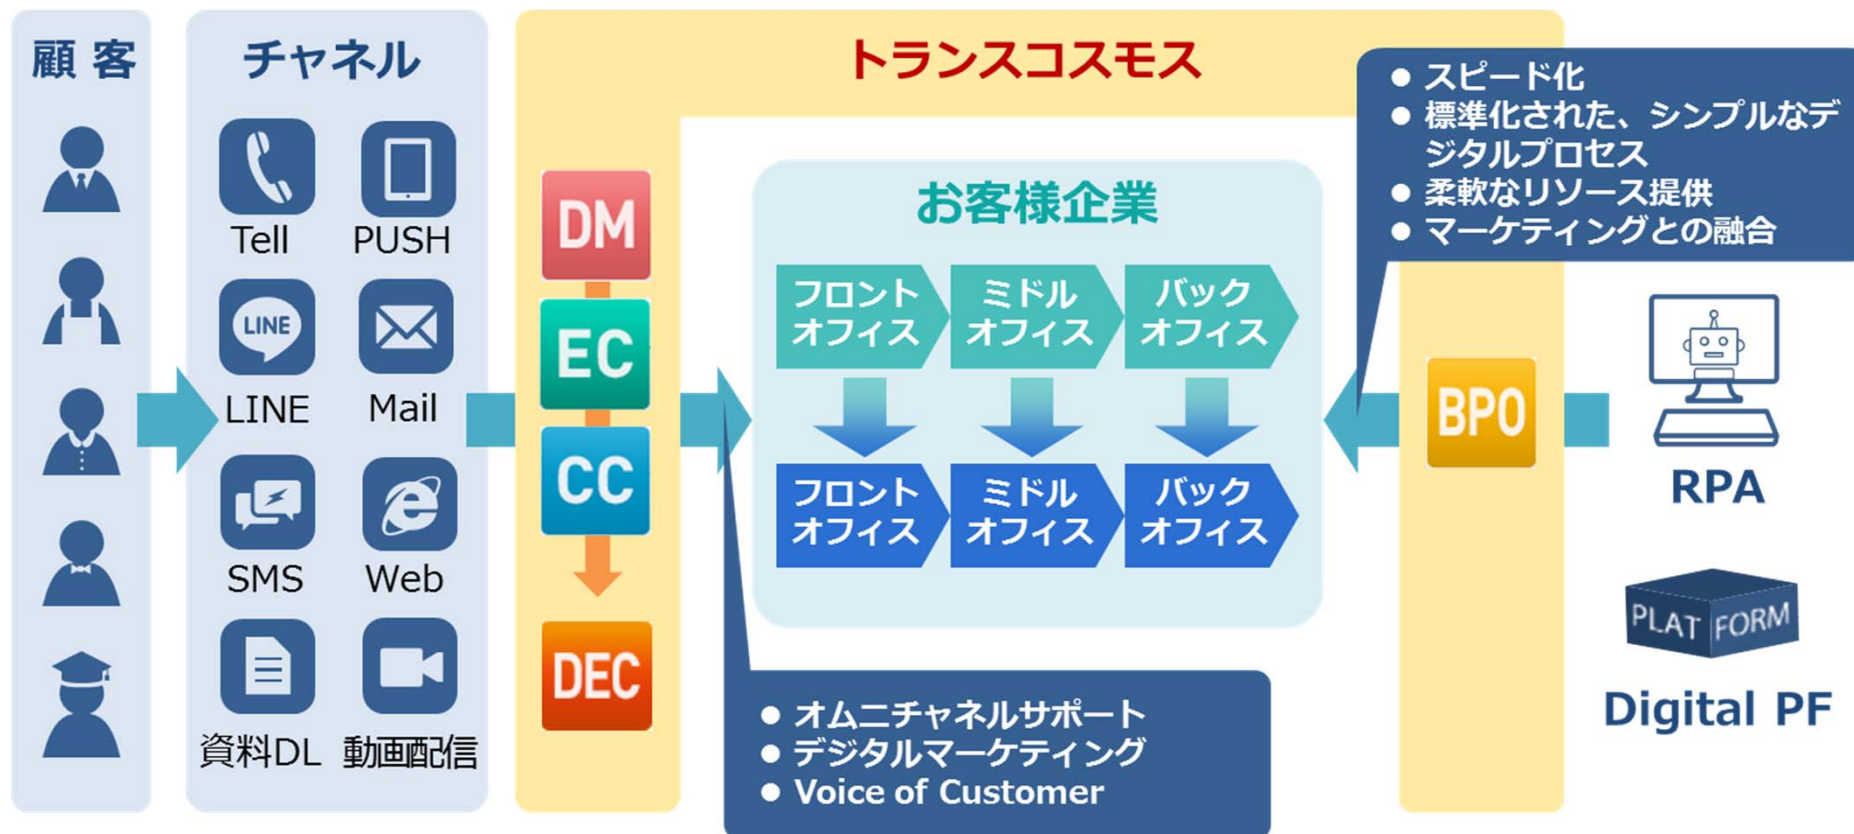 顧 客
チャネル
Tell
PUSH
LINE
LINE
Mail
SMS
Web
資料DL
動画配信
トランスコスモス
DM
EC
CC
DEC
お客様企業
フロント
オフィス
ミドル
オフィス
バック
オフィス
フロント
オフィス
ミドル
オフィス
バック
オフィス
● オムニチャネルサポート
● デジタルマーケティング
● Voice of Customer
● スピード化
● 標準化された、シンプルなデ
ジタルプロセス
● 柔軟なリソース提供
● マーケティングとの融合
BPO
RPA
PLAT FORM
Digital PF